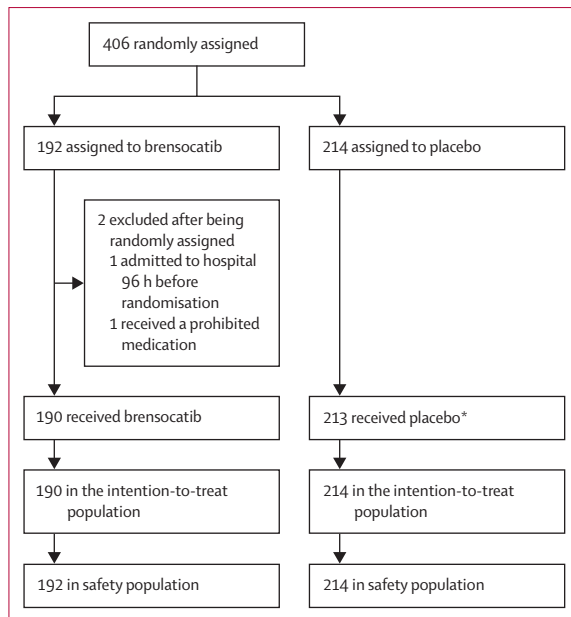 406 randomly assigned
192 assigned to brensocatib
214 assigned to placebo
2 excluded after being
randomly assigned
1 admitted to hospital
96 h before
randomisation
1 received a prohibited
medication
190 received brensocatib
213 received placebo*
190 in the intention-to-treat
population
214 in the intention-to-treat
population
192 in safety population
214 in safety population